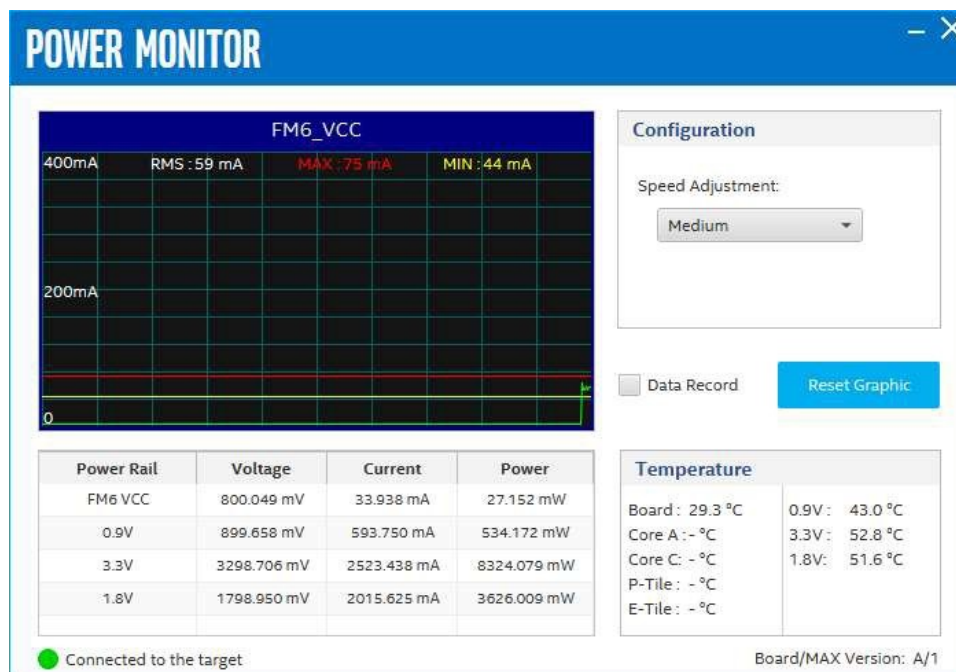 POWER MONITOR
FM6_VCC
400mA RMS : 59 mA MAX : 75 mA MIN : 44 mA
200mA
0
Configuration
Speed Adjustment:
Medium
Data Record
Reset Graphic
Power Rail Voltage Current Power
FM6 VCC 800.049 mV 33.938 mA 27.152 mW
0.9V 899.658 mV 593.750 mA 534.172 mW
3.3V 3298.706 mV 2523.438 mA 8324.079 mW
1.8V 1798.950 mV 2015.625 mA 3626.009 mW
Temperature
Board : 29.3 °C 0.9V : 43.0 °C
Core A :- °C 3.3V : 52.8 °C
Core C: - °C 1.8V: 51.6 °C
P-Tile : - °C
E-Tile : - °C
Connected to the target
Board/MAX Version: A/1